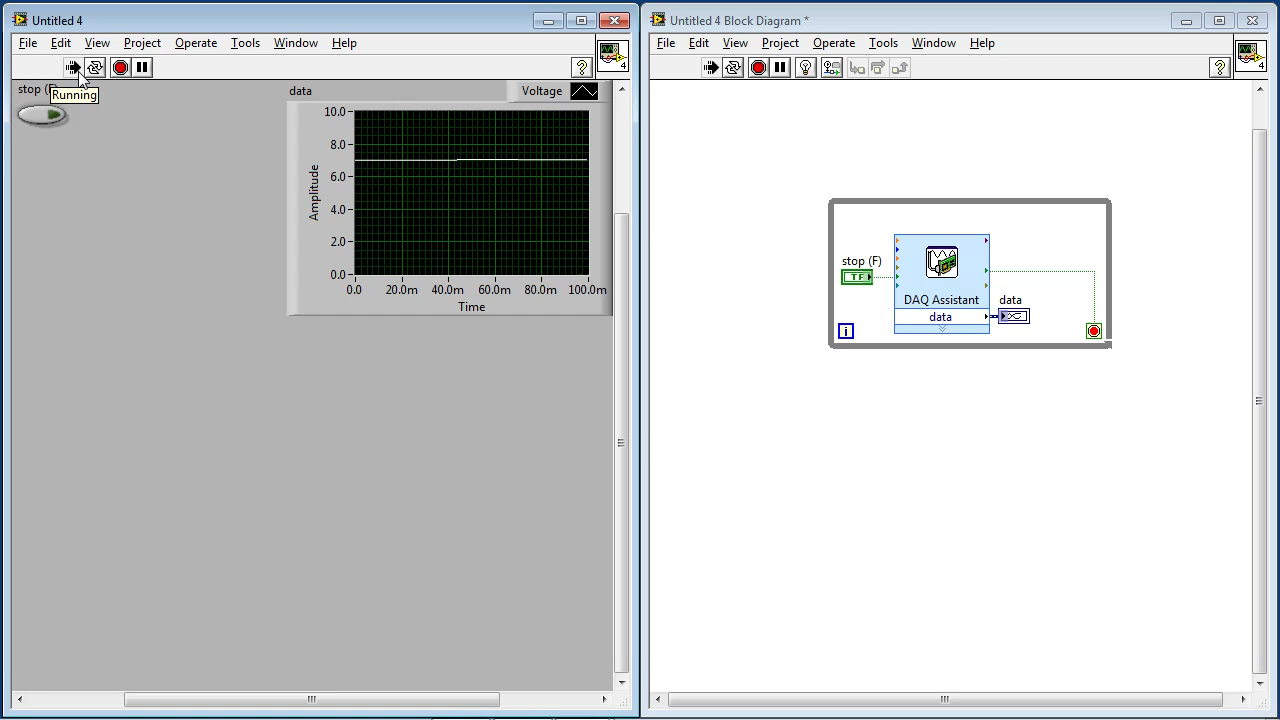 Untitled 4
File Edit View Project Operate Tools Window Help
?
4
stop (
Running
data
Voltage
10.0
8.0
6.0
4.0
2.0
0.0
Amplitude
0.0 20.0m 40.0m 60.0m 80.0m 100.0m
Time
Untitled 4 Block Diagram *
File Edit View Project Operate Tools Window Help
?
4
stop (F)
TF
DAQ Assistant
data
data
i